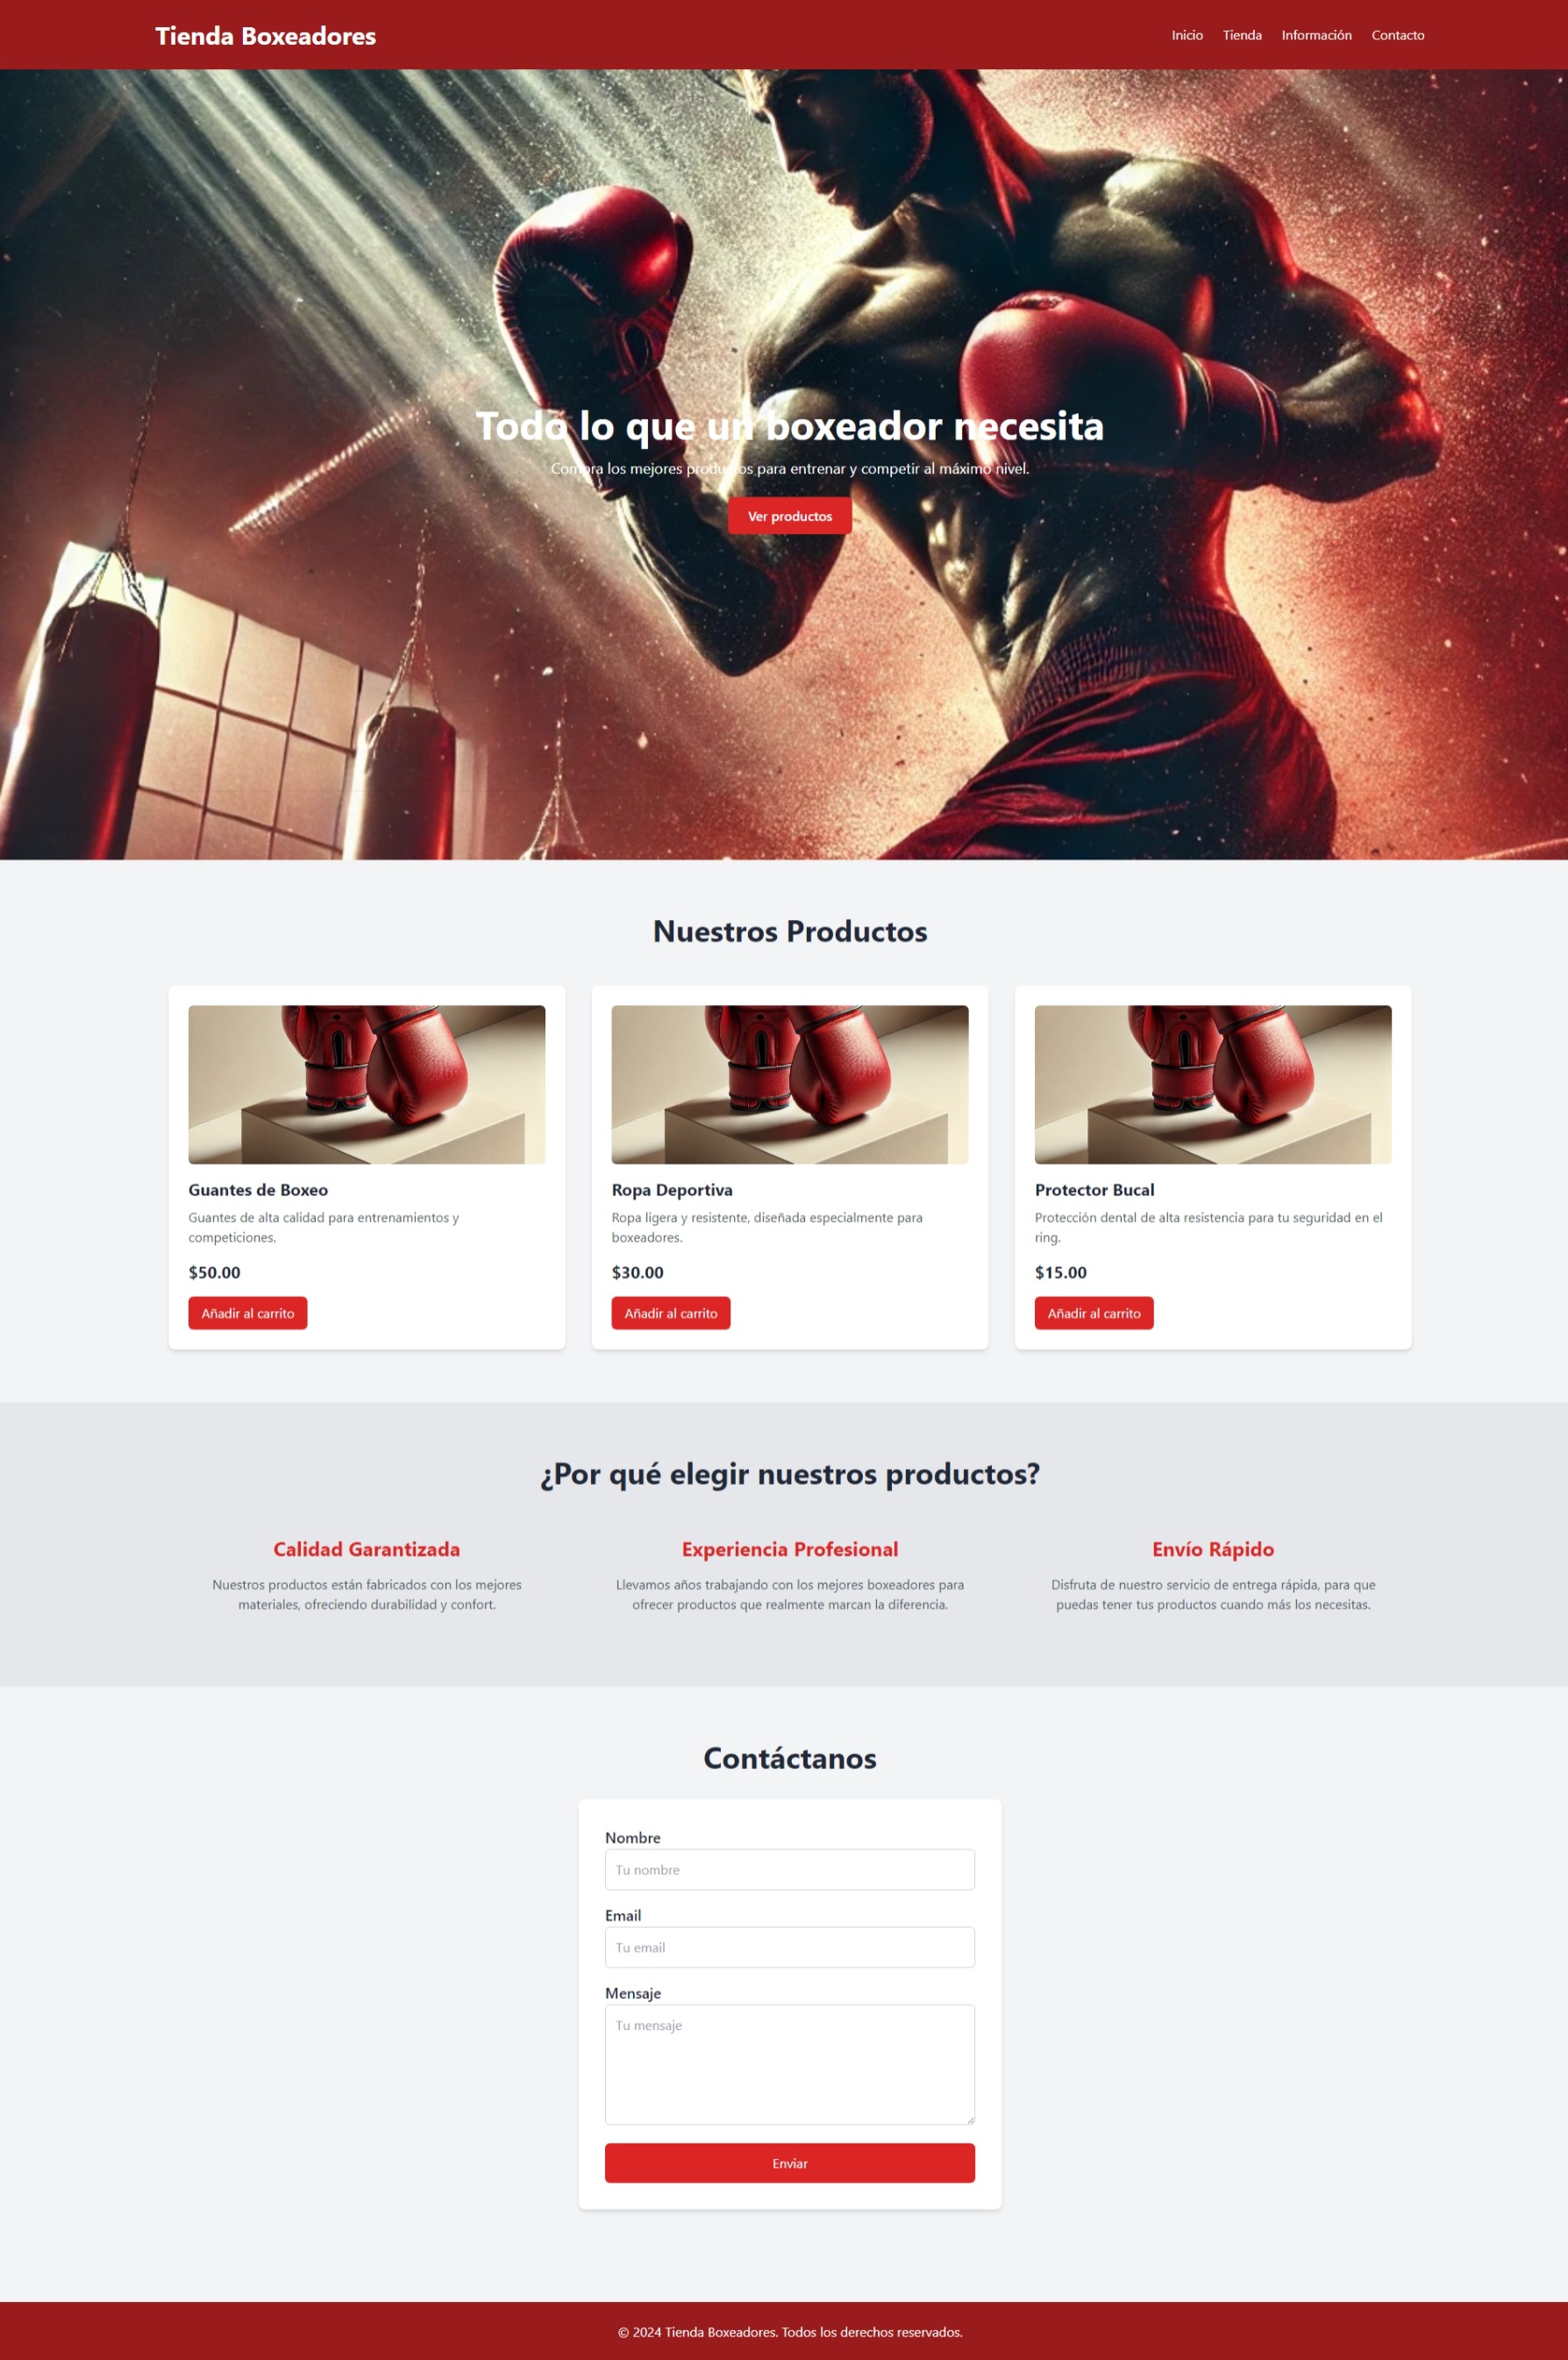 Tienda Boxeadores
Inicio
Tienda
Información
Contacto
Todo lo que un boxeador necesita
Compra los mejores productos para entrenar y competir al máximo nivel.
Ver productos
Nuestros Productos
Guantes de Boxeo
Guantes de alta calidad para entrenamientos y
competiciones.
$50.00
Añadir al carrito
Ropa Deportiva
Ropa ligera y resistente, diseñada especialmente para
boxeadores.
$30.00
Añadir al carrito
Protector Bucal
Protección dental de alta resistencia para tu seguridad en el
ring.
$15.00
Añadir al carrito
¿Por qué elegir nuestros productos?
Calidad Garantizada
Nuestros productos están fabricados con los mejores
materiales, ofreciendo durabilidad y confort.
Experiencia Profesional
Llevamos años trabajando con los mejores boxeadores para
ofrecer productos que realmente marcan la diferencia.
Envío Rápido
Disfruta de nuestro servicio de entrega rápida, para que
puedas tener tus productos cuando más los necesitas.
Contáctanos
Nombre
Tu nombre
Email
Tu email
Mensaje
Tu mensaje
Enviar
© 2024 Tienda Boxeadores. Todos los derechos reservados.